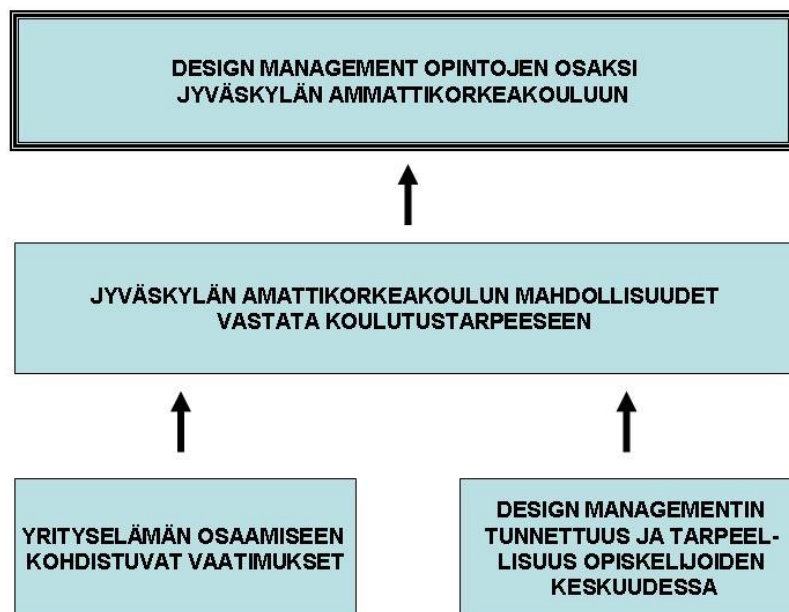 DESIGN MANAGEMENT OPINTOJEN OSAKSI
JYVÄSKYLÄN AMMATTIKORKEAKOULUUN
JYVÄSKYLÄN AMATTIKORKEAKOULUN MAHDOLLISUUDET
VASTATA KOULUTUSTARPEESEEN
YRITYSELÄMÄN OSAAMISEEN
KOHDISTUVAT VAATIMUKSET
DESIGN MANAGEMENTIN
TUNNETTUUS JA TARPEEL-
LISUUS OPISKELIJOIDEN
KESKUUDESSA